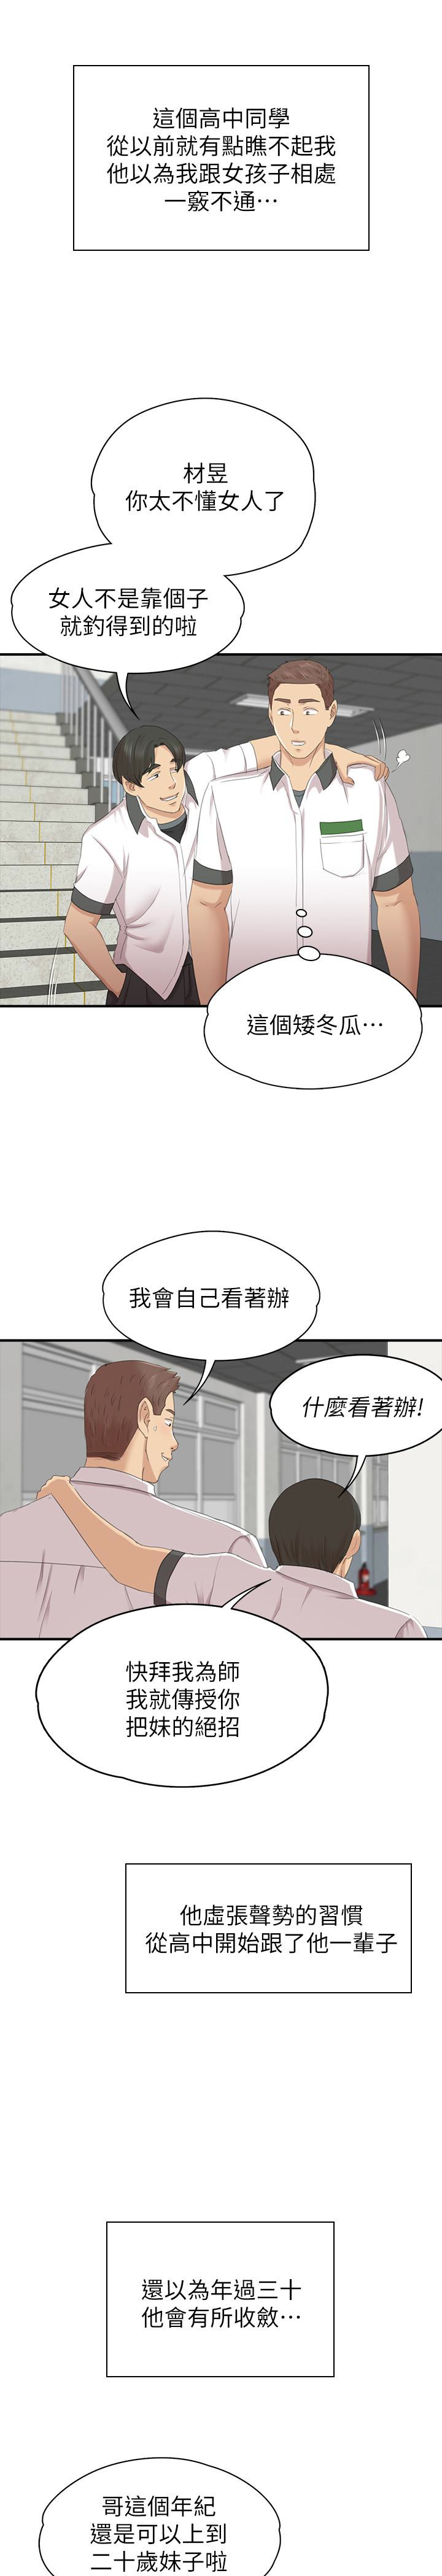 這個高中同學
從以前就有點瞧不起我
他以為我跟女孩子相處
一竅不通…
材昱
你太不懂女人了
女人不是靠個子
就釣得到的啦
這個矮冬瓜…
我會自己看著辦
什麼看著辦!
快拜我為師
我就傳授你
把妹的絕招
他虛張聲勢的習慣
從高中開始跟了他一輩子
還以為年過三十
他會有所收斂…
哥這個年紀
還是可以上到
二十歲妹子啦